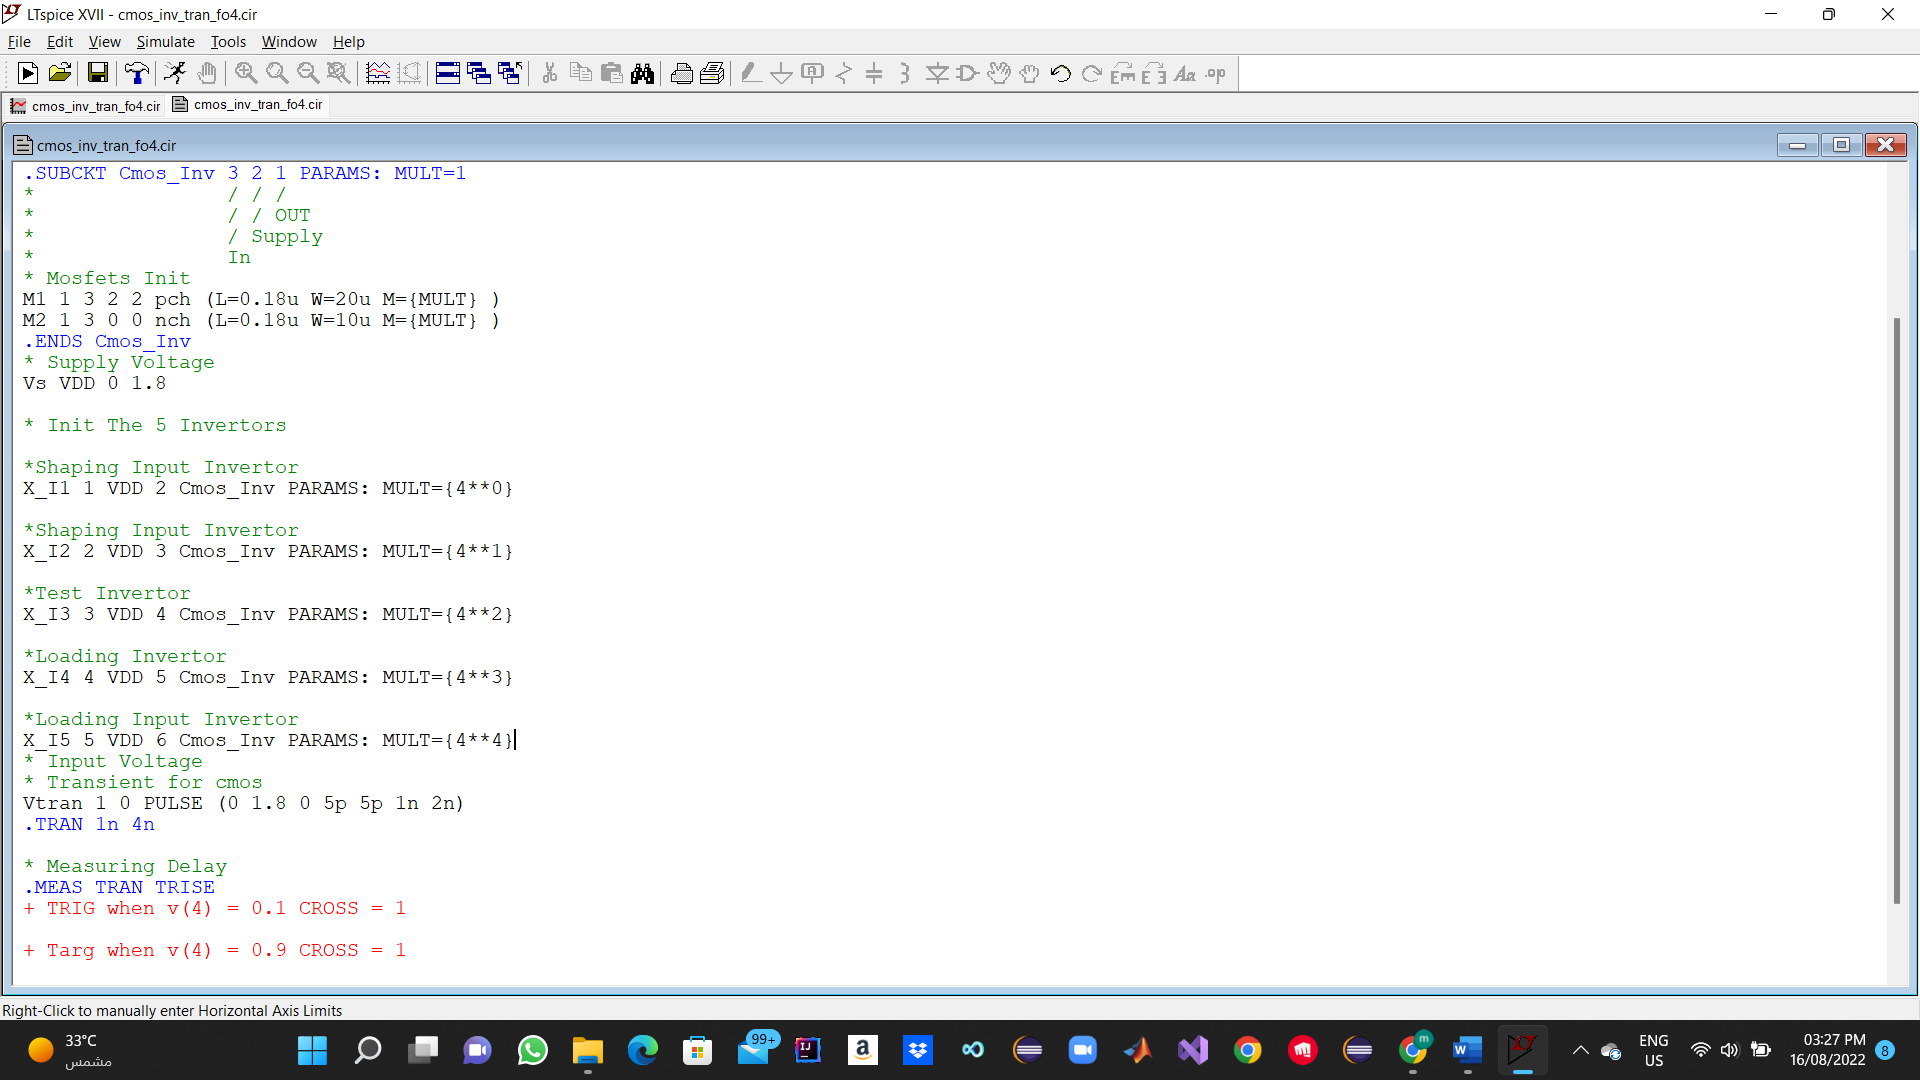 LTspice XVII - cmos_inv_tran_fo4.cir
File Edit View Simulate Tools Window Help
cmos_inv_tran_fo4.cir cmos_inv_tran_fo4.cir
cmos_inv_tran_fo4.cir
.SUBCKT Cmos_Inv 3 2 1 PARAMS: MULT=1
* / / /
* / / OUT
* / Supply
* In
* Mosfets Init
M1 1 3 2 2 pch (L=0.18u W=20u M={MULT} )
M2 1 3 0 0 nch (L=0.18u W=10u M={MULT} )
.ENDS Cmos_Inv
* Supply Voltage
Vs VDD 0 1.8
* Init The 5 Invertors
*Shaping Input Invertor
X_I1 1 VDD 2 Cmos_Inv PARAMS: MULT={4**0}
*Shaping Input Invertor
X_I2 2 VDD 3 Cmos_Inv PARAMS: MULT={4**1}
*Test Invertor
X_I3 3 VDD 4 Cmos_Inv PARAMS: MULT={4**2}
*Loading Invertor
X_I4 4 VDD 5 Cmos_Inv PARAMS: MULT={4**3}
*Loading Input Invertor
X_I5 5 VDD 6 Cmos_Inv PARAMS: MULT={4**4}
* Input Voltage
* Transient for cmos
Vtran 1 0 PULSE (0 1.8 0 5p 5p 1n 2n)
.TRAN 1n 4n
* Measuring Delay
.MEAS TRAN TRISE
+ TRIG when v(4) = 0.1 CROSS = 1
+ Targ when v(4) = 0.9 CROSS = 1
Right-Click to manually enter Horizontal Axis Limits
33°C
مشمس
99+
ENG
US
03:27 PM
16/08/2022
8